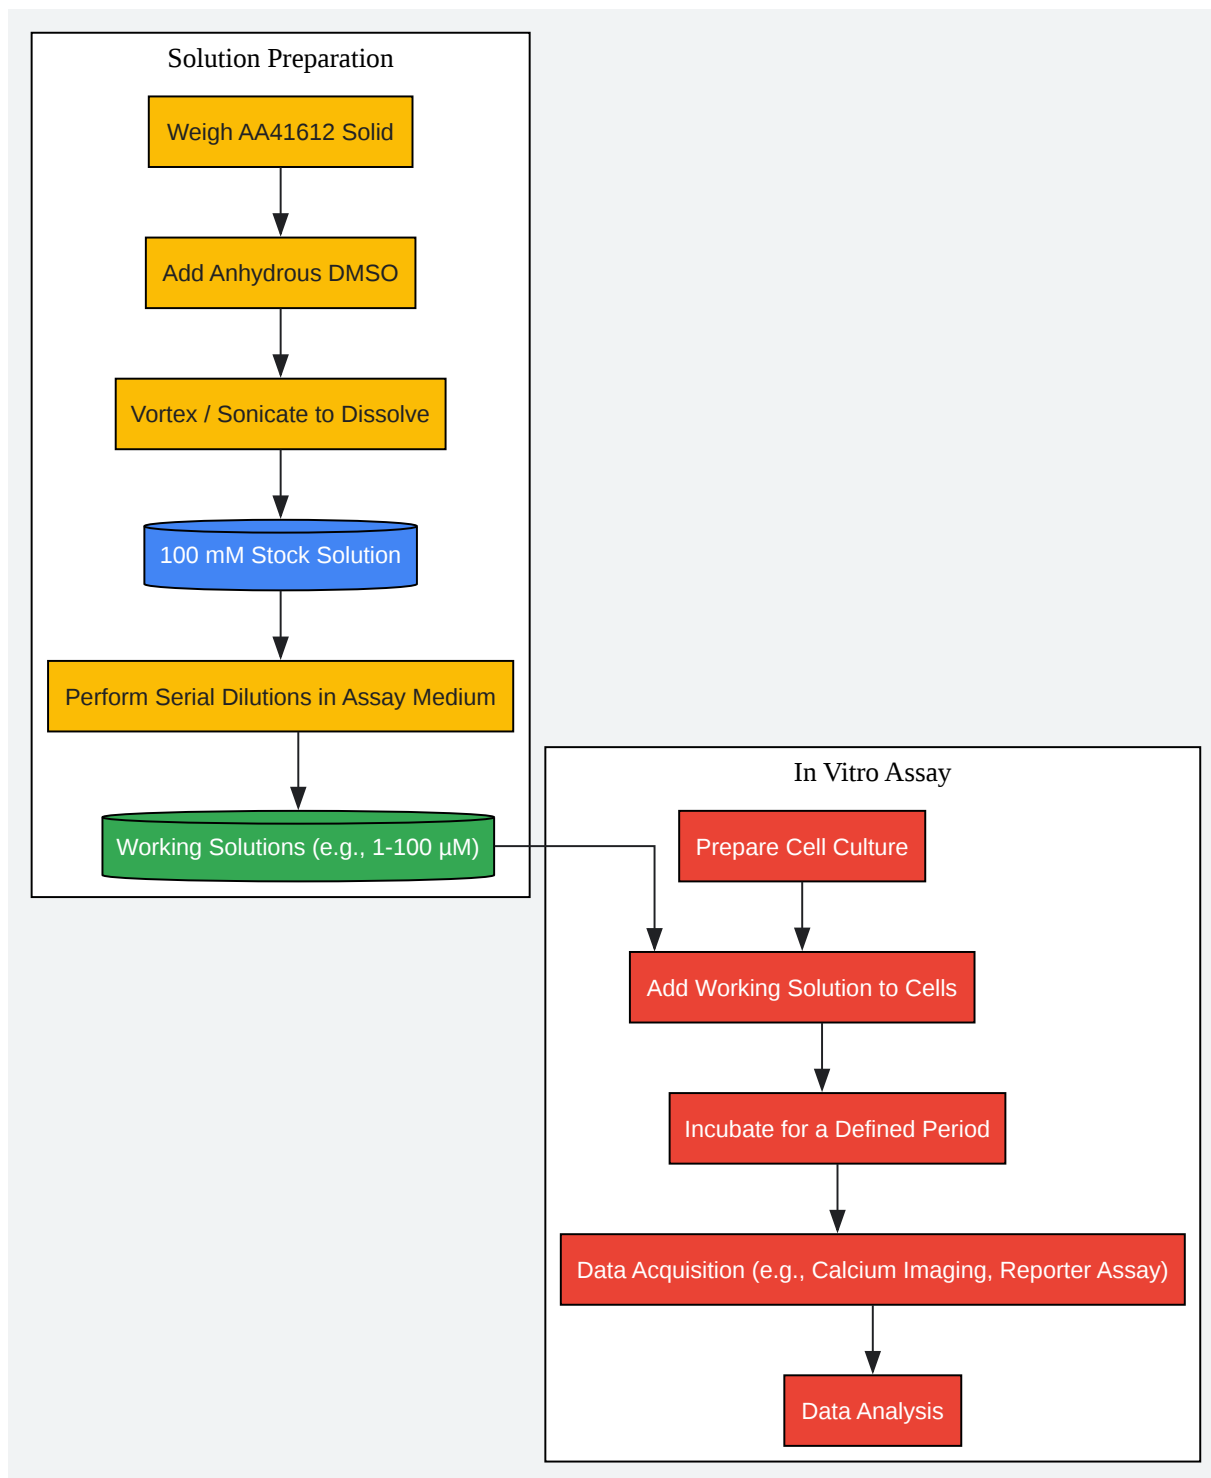 Solution Preparation
Weigh AA41612 Solid
Add Anhydrous DMSO
Vortex / Sonicate to Dissolve
100 mM Stock Solution
Perform Serial Dilutions in Assay Medium
Working Solutions (e.g., 1-100 µM)
In Vitro Assay
Prepare Cell Culture
Add Working Solution to Cells
Incubate for a Defined Period
Data Acquisition (e.g., Calcium Imaging, Reporter Assay)
Data Analysis